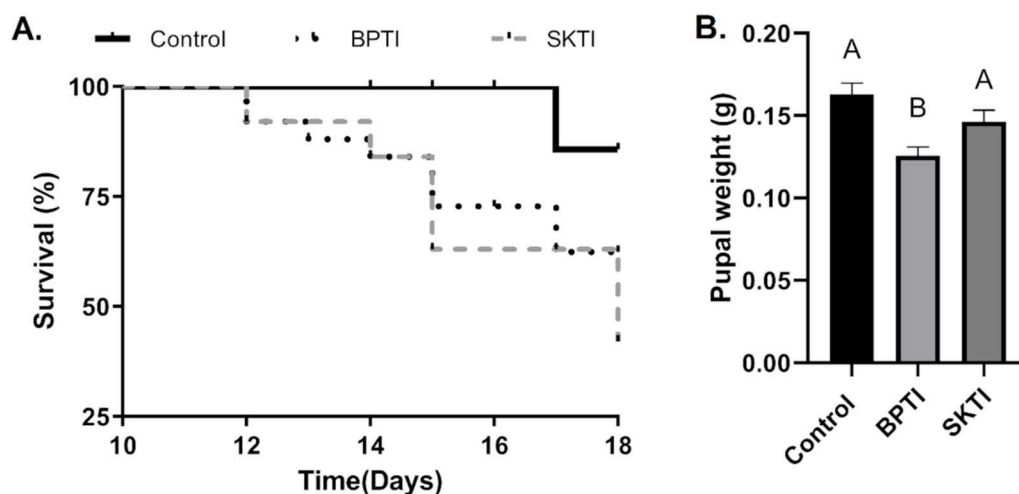 A.
Control
BPTI
SKTI
Survival (%)
100
75
50
25
10
12
14
15
16
18
Time(Days)
B.
Pupal weight (g)
0.20
0.15
0.10
0.05
0.00
A
B
A
Control
BPTI
SKTI